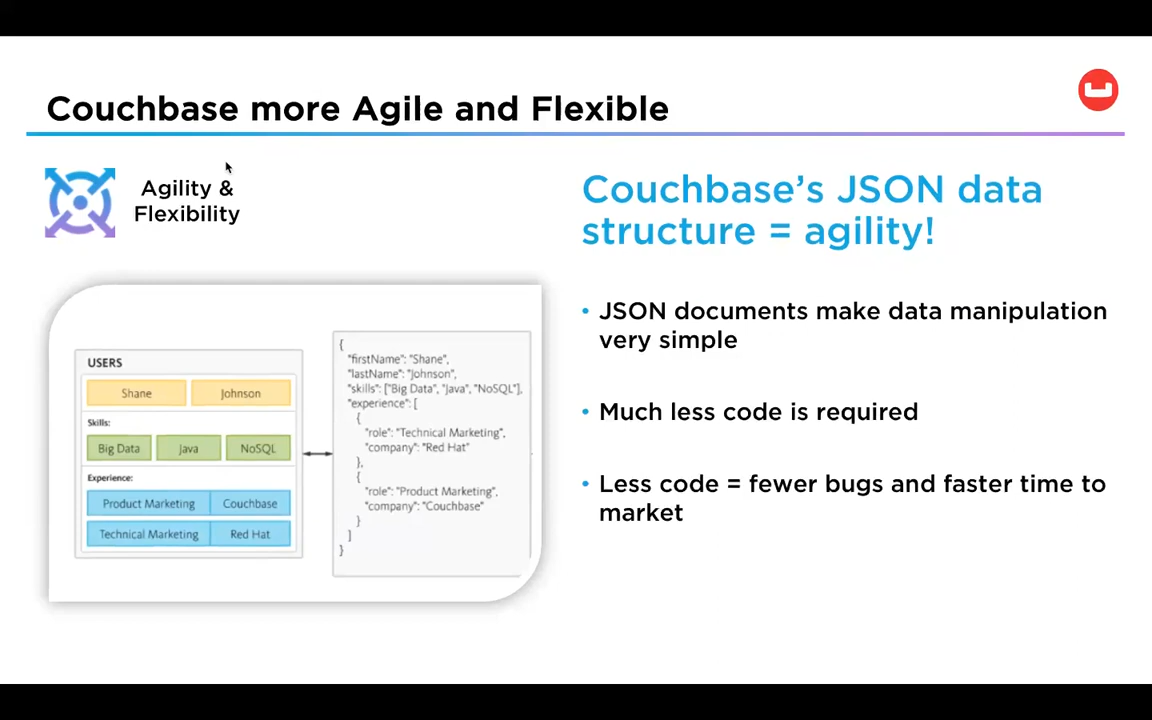 Couchbase more Agile and Flexible
Agility &
Flexibility
Couchbase’s JSON data
structure = agility!
• JSON documents make data manipulation
very simple
• Much less code is required
• Less code = fewer bugs and faster time to
market
USERS
Shane Johnson
Skills:
Big Data Java NoSQL
Experience:
Product Marketing Couchbase
Technical Marketing Red Hat
{
"firstName": "Shane",
"lastName": "Johnson",
"skills": ["Big Data", "Java", "NoSQL"],
"experience": [
{
"role": "Technical Marketing",
"company": "Red Hat"
},
{
"role": "Product Marketing",
"company": "Couchbase"
}
]
}